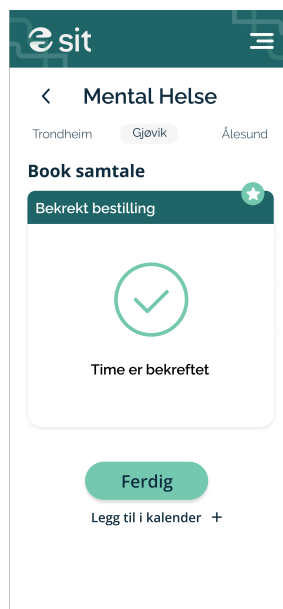 sit
Mental Helse
Trondheim Gjøvik Ålesund
Book samtale
Bekrekt bestilling
Time er bekreftet
Ferdig
Legg til i kalender +